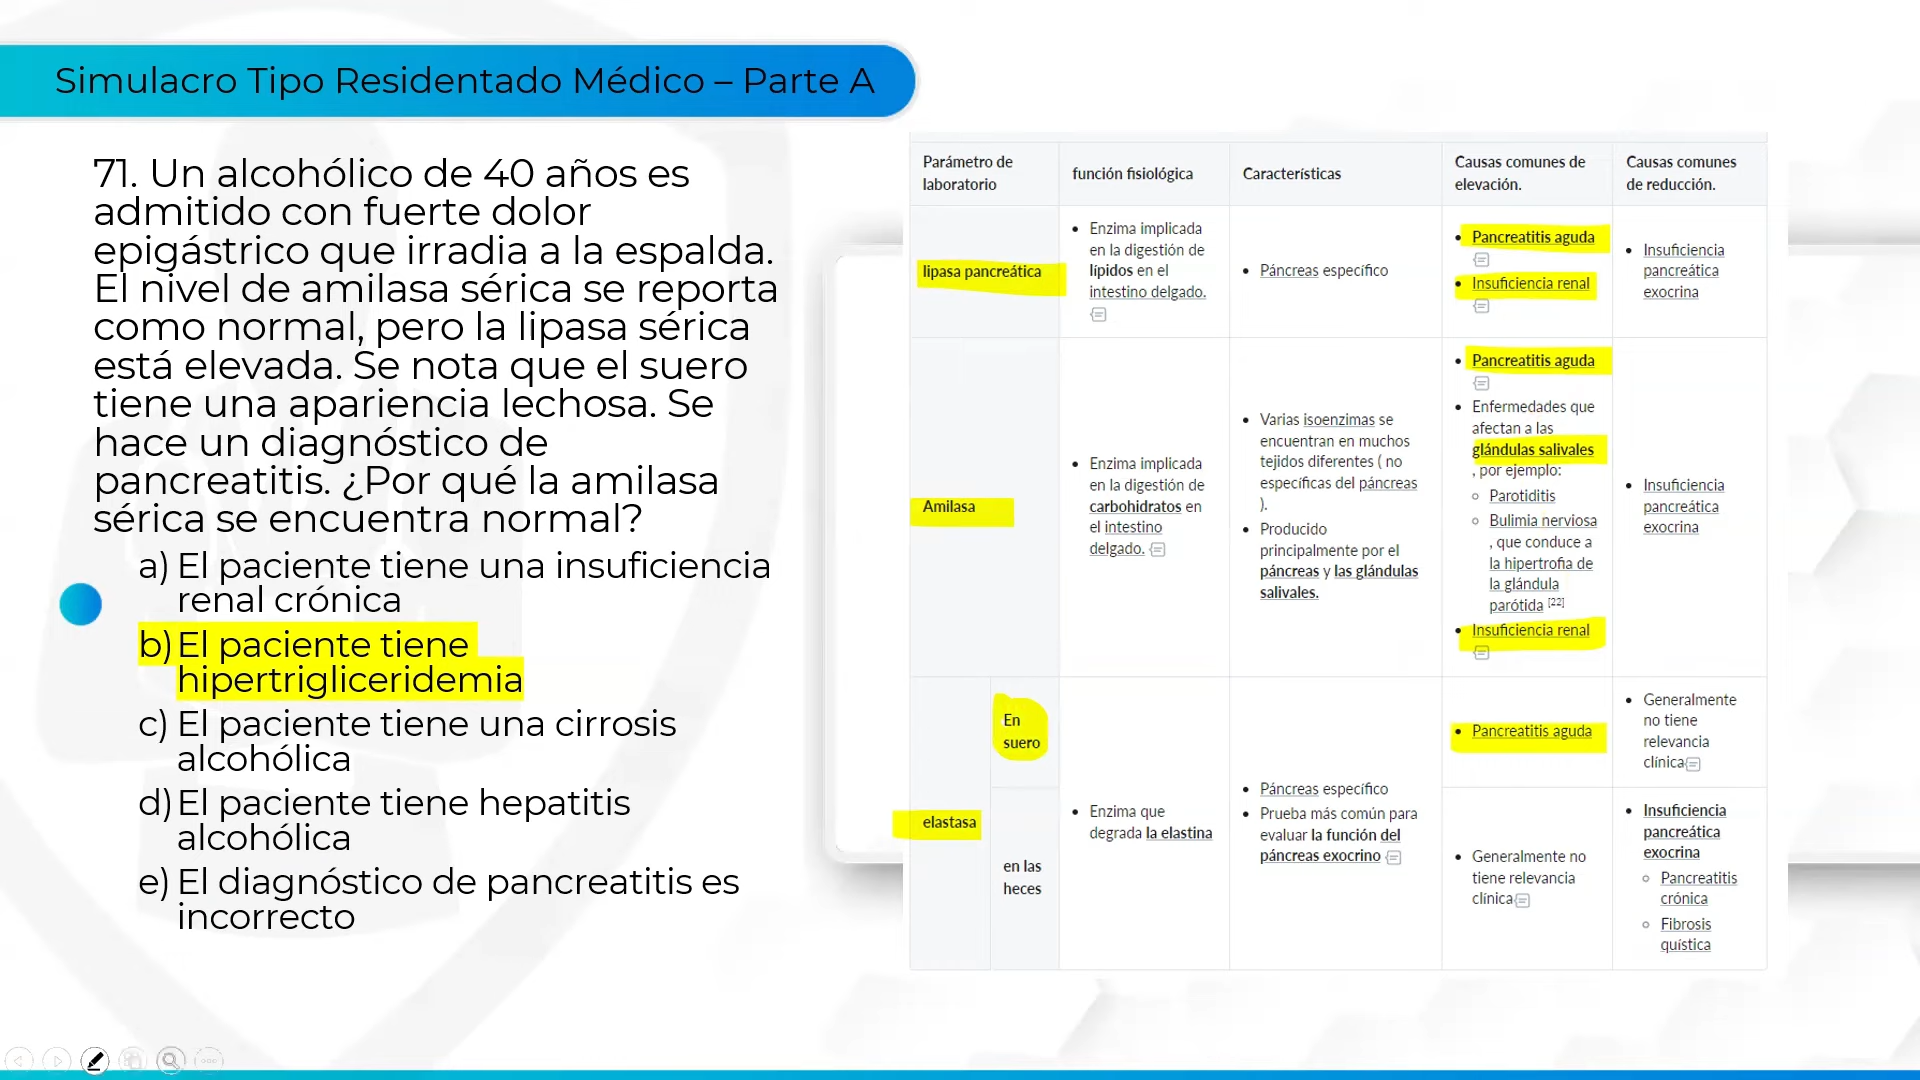 Simulacro Tipo Residentado Médico – Parte A
71. Un alcohólico de 40 años es
admitido con fuerte dolor
epigástrico que irradia a la espalda.
El nivel de amilasa sérica se reporta
como normal, pero la lipasa sérica
está elevada. Se nota que el suero
tiene una apariencia lechosa. Se
hace un diagnóstico de
pancreatitis. ¿Por qué la amilasa
sérica se encuentra normal?
a) El paciente tiene una insuficiencia
renal crónica
b) El paciente tiene
hipertrigliceridemia
c) El paciente tiene una cirrosis
alcohólica
d) El paciente tiene hepatitis
alcohólica
e) El diagnóstico de pancreatitis es
incorrecto
Parámetro de
laboratorio
función fisiológica
Características
Causas comunes de
elevación.
Causas comunes
de reducción.
lipasa pancreática
• Enzima implicada
en la digestión de
lípidos en el
intestino delgado.
• Páncreas específico
• Pancreatitis aguda
• Insuficiencia renal
• Insuficiencia
pancreática
exocrina
Amilasa
• Enzima implicada
en la digestión de
carbohidratos en
el intestino
delgado.
• Varias isoenzimas se
encuentran en muchos
tejidos diferentes ( no
específicas del páncreas
).
• Producido
principalmente por el
páncreas y las glándulas
salivales.
• Pancreatitis aguda
• Enfermedades que
afectan a las
glándulas salivales
, por ejemplo:
○ Parotiditis
○ Bulimia nerviosa
, que conduce a
la hipertrofia de
la glándula
parótida [22]
• Insuficiencia renal
• Insuficiencia
pancreática
exocrina
elastasa
En
suero
en las
heces
• Enzima que
degrada la elastina
• Páncreas específico
• Prueba más común para
evaluar la función del
páncreas exocrino
• Pancreatitis aguda
• Generalmente no
tiene relevancia
clínica
• Generalmente
no tiene
relevancia
clínica
• Insuficiencia
pancreática
exocrina
○ Pancreatitis
crónica
○ Fibrosis
quística